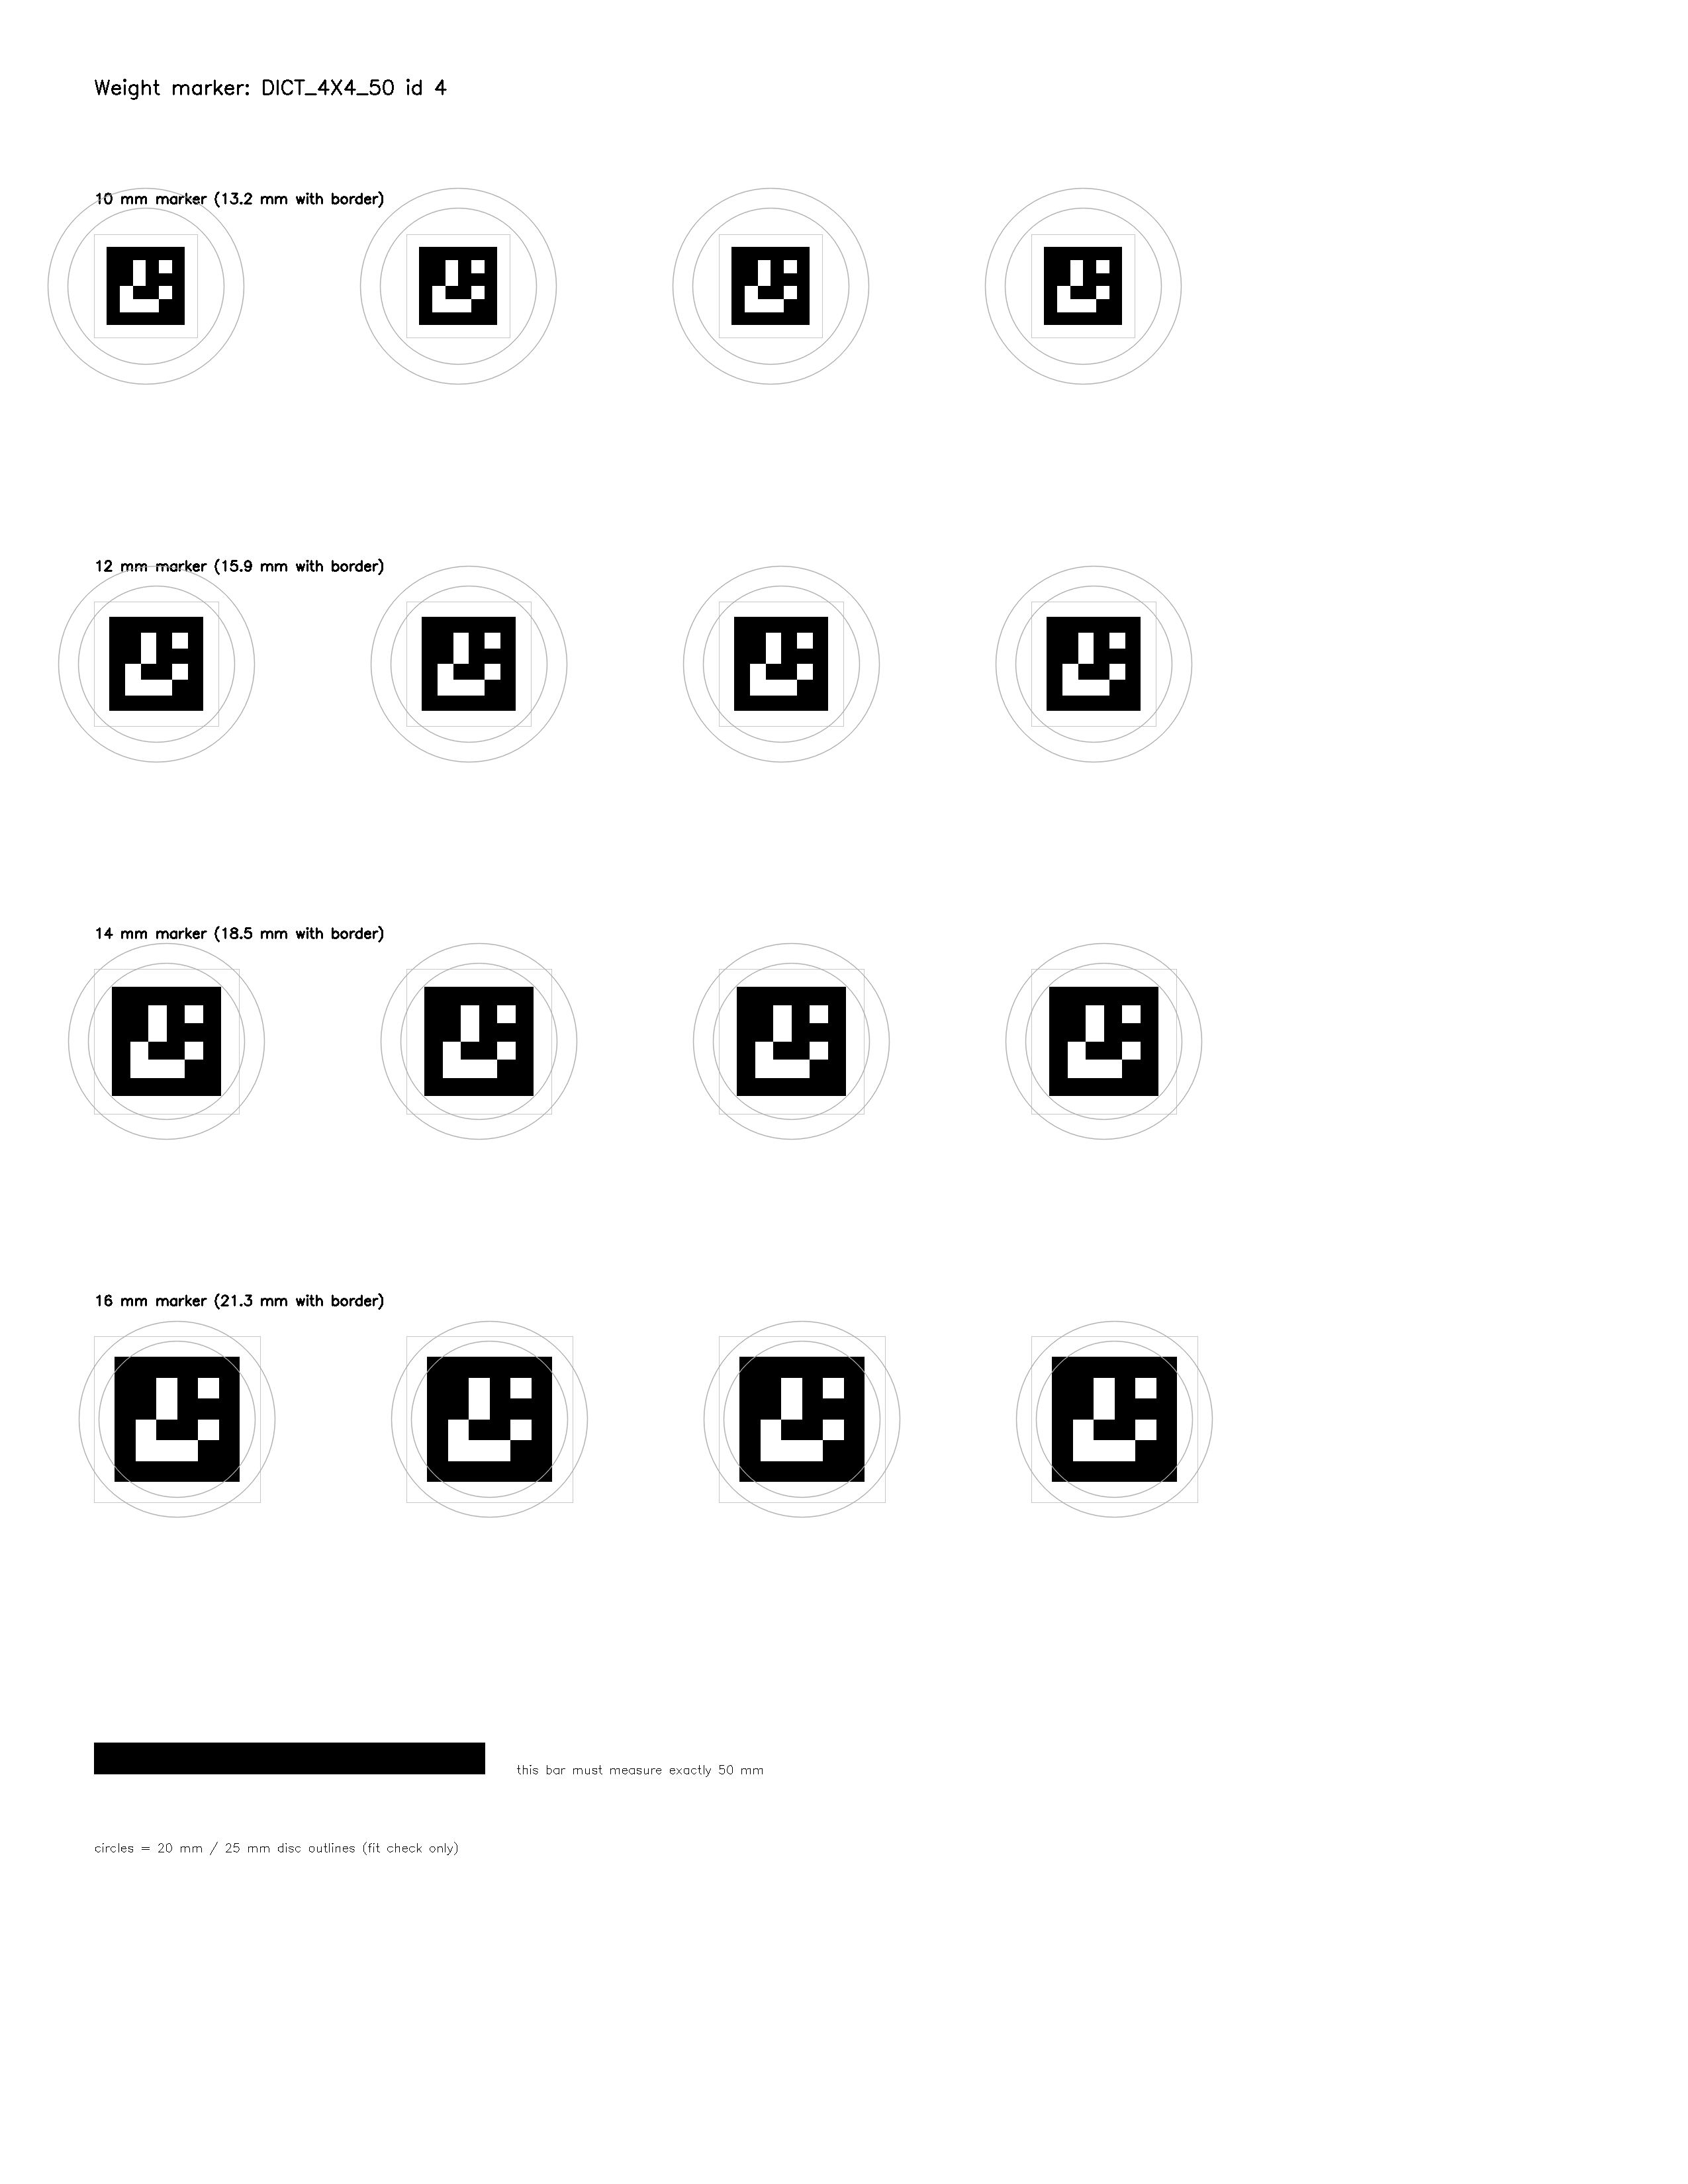 Weight marker: DICT_4X4_50 id 4
10 mm marker (13.2 mm with border)
12 mm marker (15.9 mm with border)
14 mm marker (18.5 mm with border)
16 mm marker (21.3 mm with border)
this bar must measure exactly 50 mm
circles = 20 mm / 25 mm disc outlines (fit check only)